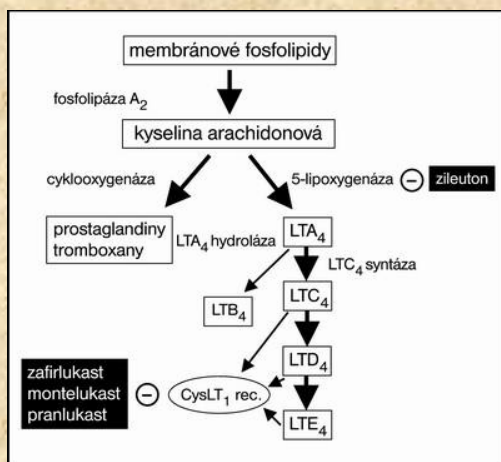 membránové fosfolipidy
fosfolipáza A₂
kyselina arachidonová
cyklooxygenáza
5-lipoxygenáza
−
zileuton
prostaglandiny
tromboxany
LTA₄ hydroláza
LTA₄
LTC₄ syntáza
LTB₄
LTC₄
LTD₄
zafirlukast
montelukast
pranlukast
−
CysLT₁ rec.
LTE₄